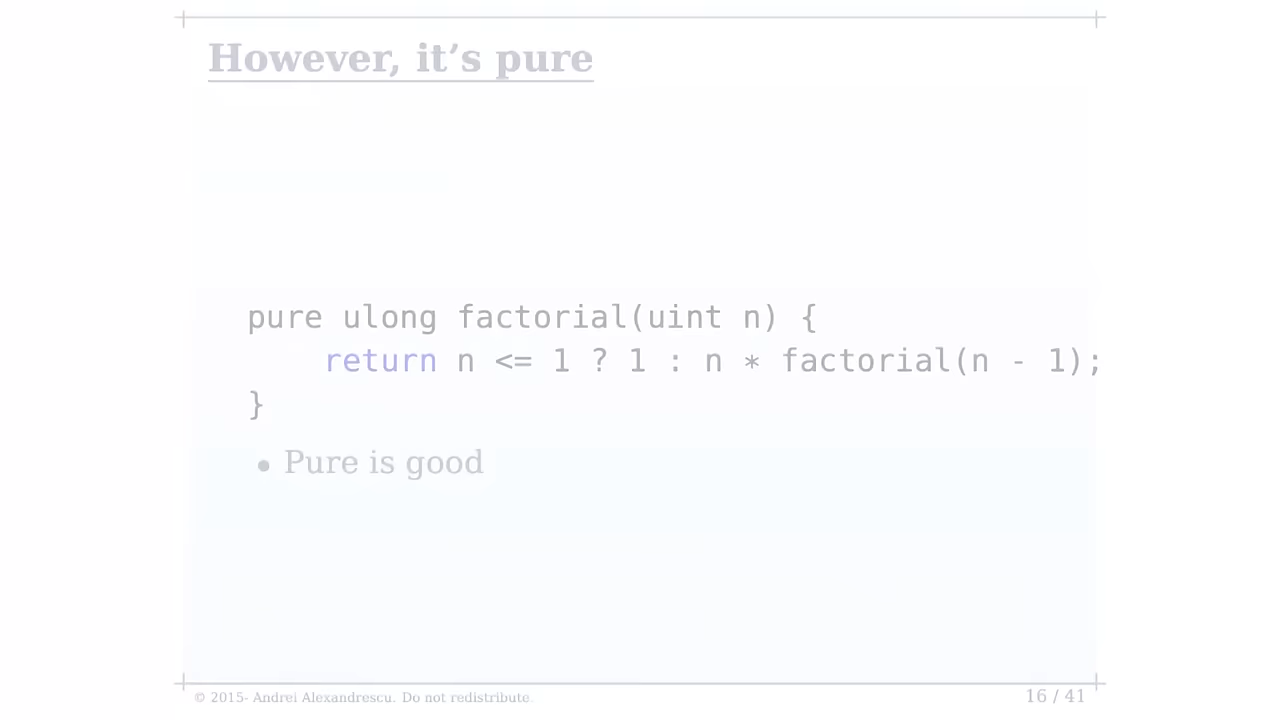 However, it’s pure
pure ulong factorial(uint n) {
    return n <= 1 ? 1 : n * factorial(n - 1);
}
• Pure is good
© 2015- Andrei Alexandrescu. Do not redistribute.
16 / 41